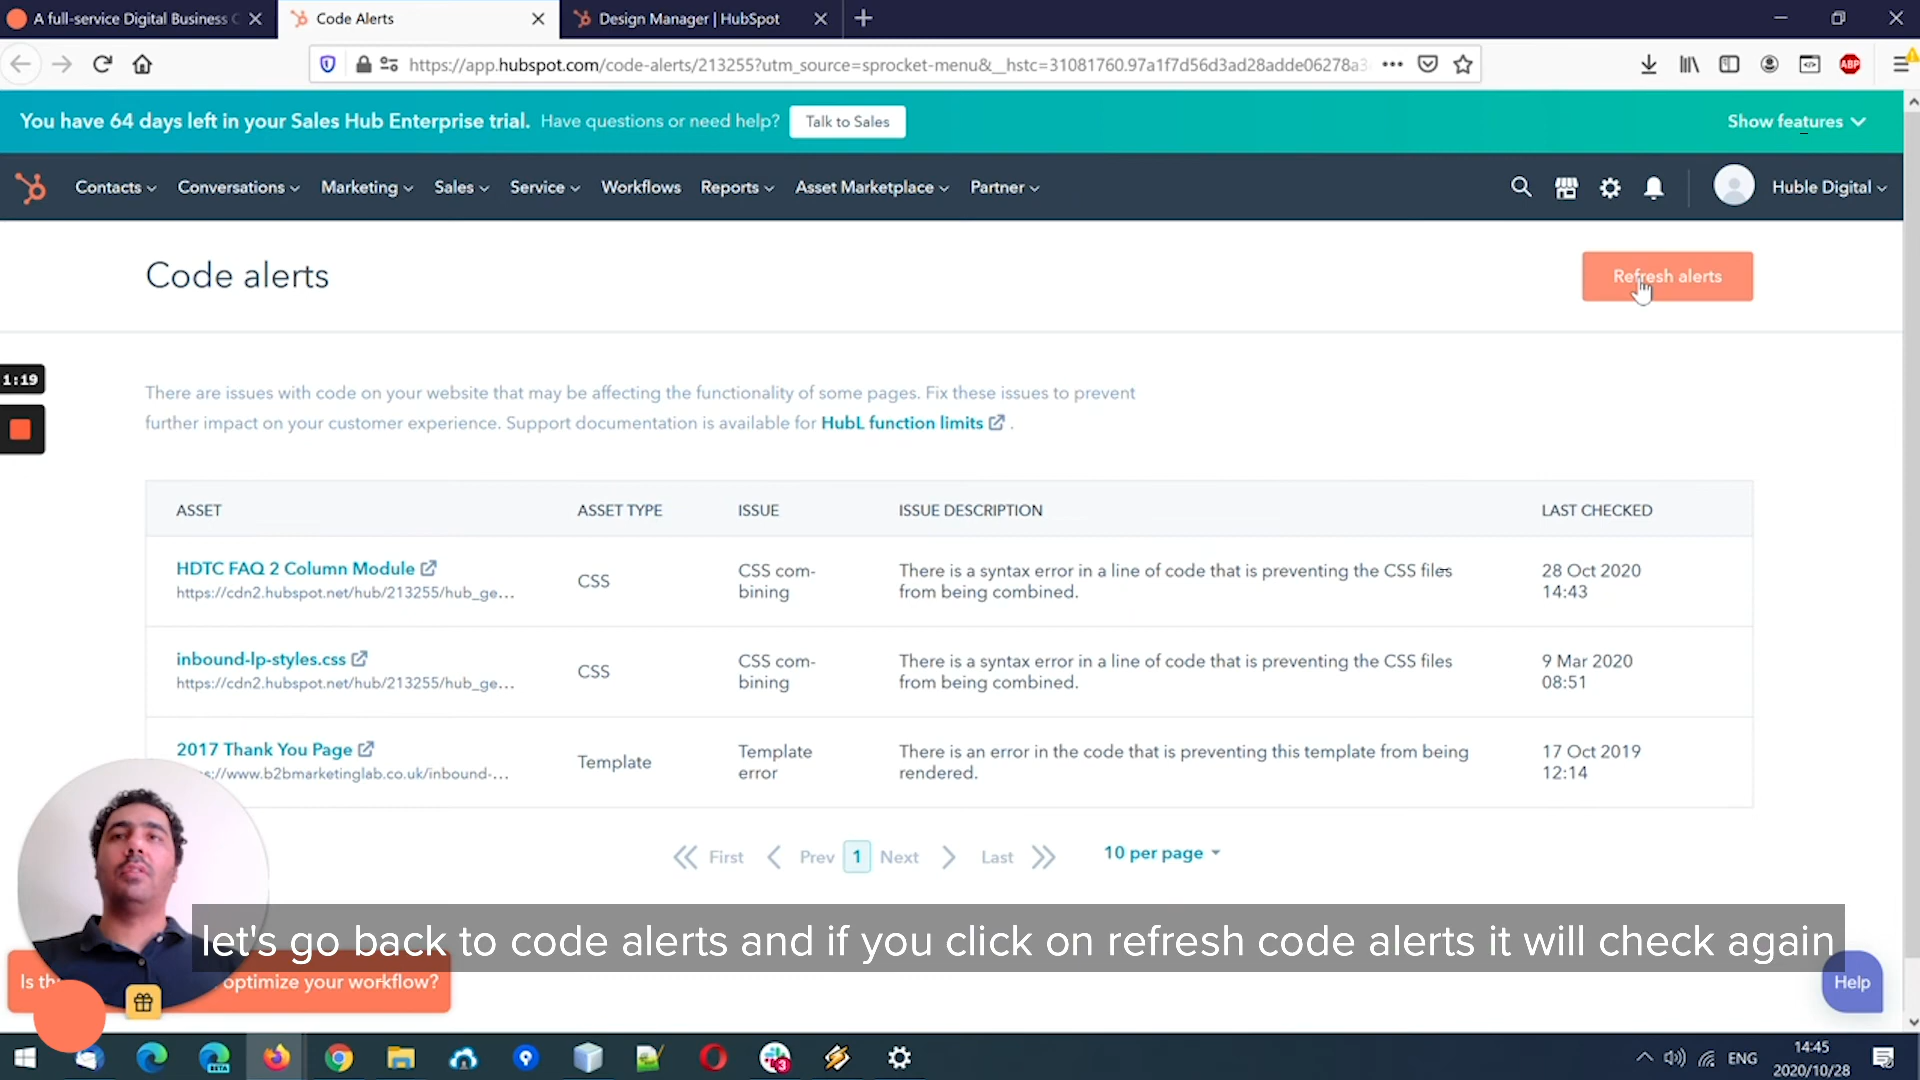 A full-service Digital Business C
Code Alerts
Design Manager | HubSpot
https://app.hubspot.com/code-alerts/213255?utm_source=sprocket-menu&__hstc=31081760.97a1f7d56d3ad28adde06278a3
ABP
You have 64 days left in your Sales Hub Enterprise trial. Have questions or need help? Talk to Sales
Show features
Contacts Conversations Marketing Sales Service Workflows Reports Asset Marketplace Partner
Huble Digital
Code alerts
Refresh alerts
1:19
There are issues with code on your website that may be affecting the functionality of some pages. Fix these issues to prevent
further impact on your customer experience. Support documentation is available for HubL function limits .
ASSET ASSET TYPE ISSUE ISSUE DESCRIPTION LAST CHECKED
HDTC FAQ 2 Column Module
https://cdn2.hubspot.net/hub/213255/hub_ge...
CSS
CSS com-
bining
There is a syntax error in a line of code that is preventing the CSS files
from being combined.
28 Oct 2020
14:43
inbound-lp-styles.css
https://cdn2.hubspot.net/hub/213255/hub_ge...
CSS
CSS com-
bining
There is a syntax error in a line of code that is preventing the CSS files
from being combined.
9 Mar 2020
08:51
2017 Thank You Page
s://www.b2bmarketinglab.co.uk/inbound-...
Template
Template
error
There is an error in the code that is preventing this template from being
rendered.
17 Oct 2019
12:14
First Prev 1 Next Last 10 per page
let's go back to code alerts and if you click on refresh code alerts it will check again
Is th optimize your workflow?
Help
BETA
3
ENG
14:45
2020/10/28